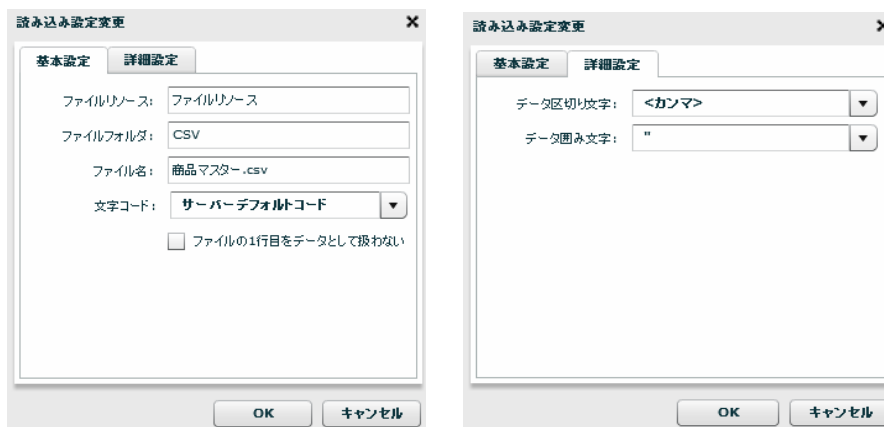 読み込み設定変更
基本設定 詳細設定
ファイルリソース: ファイルリソース
ファイルフォルダ: CSV
ファイル名: 商品マスター.csv
文字コード: サーバーデフォルトコード
ファイルの1行目をデータとして扱わない
OK キャンセル
読み込み設定変更
基本設定 詳細設定
データ区切り文字: <カンマ>
データ囲み文字: "
OK キャンセル